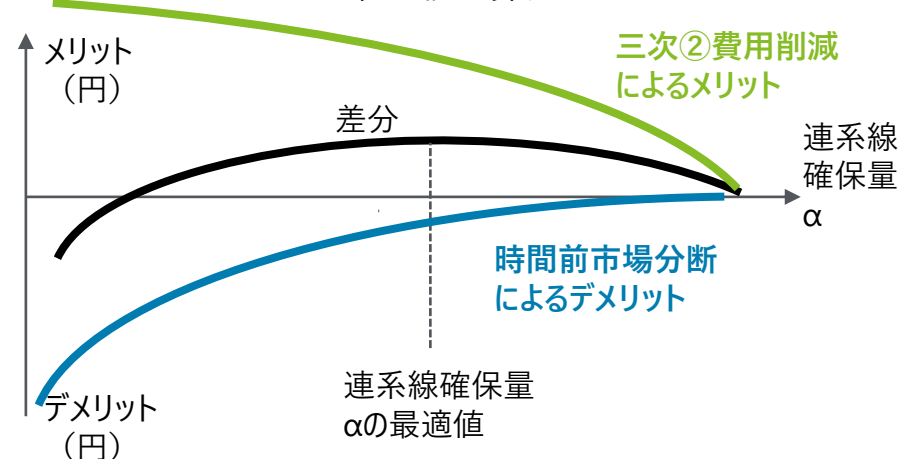 メリット
（円）
三次②費用削減
によるメリット
差分
連系線
確保量
α
時間前市場分断
によるデメリット
連系線確保量
αの最適値
デメリット
（円）